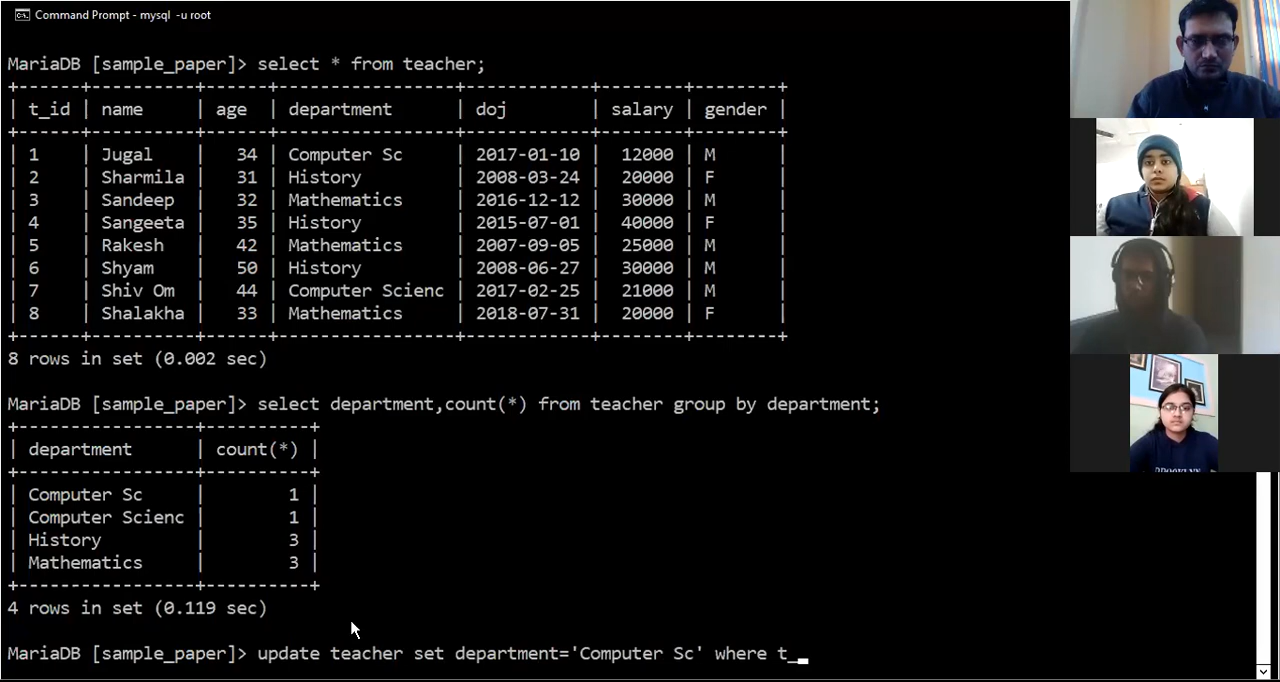 Command Prompt - mysql -u root
MariaDB [sample_paper]> select * from teacher;
+------+----------+-----+-----------------+------------+--------+--------+
| t_id | name | age | department | doj | salary | gender |
+------+----------+-----+-----------------+------------+--------+--------+
| 1 | Jugal | 34 | Computer Sc | 2017-01-10 | 12000 | M |
| 2 | Sharmila | 31 | History | 2008-03-24 | 20000 | F |
| 3 | Sandeep | 32 | Mathematics | 2016-12-12 | 30000 | M |
| 4 | Sangeeta | 35 | History | 2015-07-01 | 40000 | F |
| 5 | Rakesh | 42 | Mathematics | 2007-09-05 | 25000 | M |
| 6 | Shyam | 50 | History | 2008-06-27 | 30000 | M |
| 7 | Shiv Om | 44 | Computer Scienc | 2017-02-25 | 21000 | M |
| 8 | Shalakha | 33 | Mathematics | 2018-07-31 | 20000 | F |
+------+----------+-----+-----------------+------------+--------+--------+
8 rows in set (0.002 sec)
MariaDB [sample_paper]> select department,count(*) from teacher group by department;
+-----------------+----------+
| department | count(*) |
+-----------------+----------+
| Computer Sc | 1 |
| Computer Scienc | 1 |
| History | 3 |
| Mathematics | 3 |
+-----------------+----------+
4 rows in set (0.119 sec)
MariaDB [sample_paper]> update teacher set department='Computer Sc' where t_